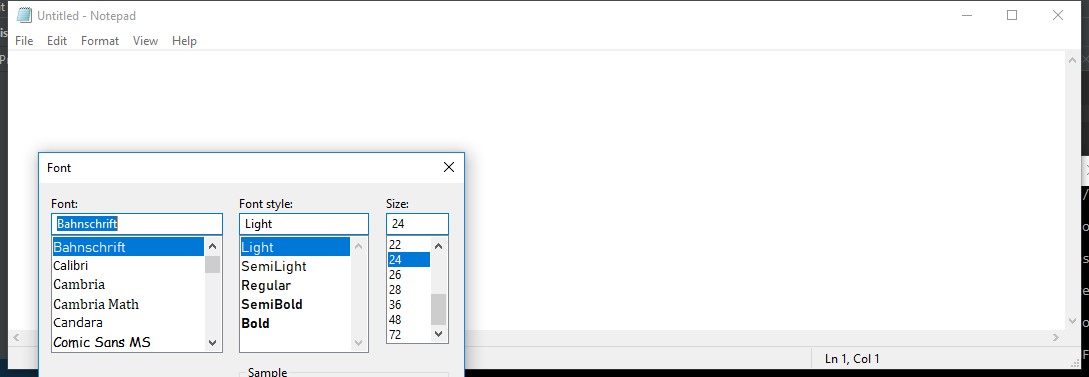 Untitled - Notepad
File Edit Format View Help
Font
Font: Font style: Size:
Bahnschrift Light 24
Bahnschrift Light 22
Calibri SemiLight 24
Cambria Regular 26
Cambria Math SemiBold 28
Candara Bold 36
Comic Sans MS 48
72
Sample
Ln 1, Col 1